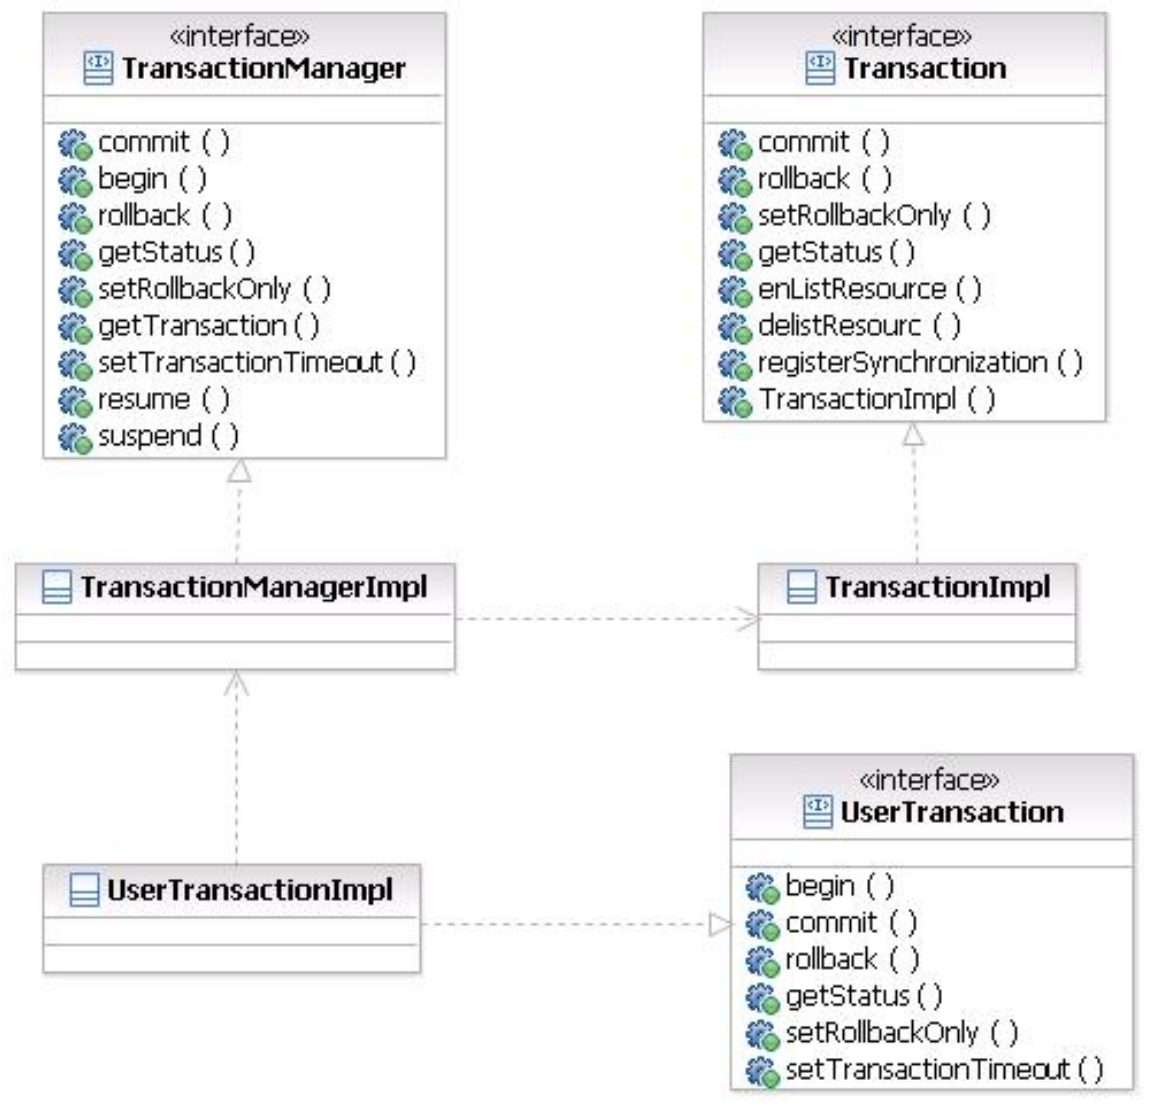 «interface»
TransactionManager
commit ( )
begin ( )
rollback ( )
getStatus ( )
setRollbackOnly ( )
getTransaction ( )
setTransactionTimeout ( )
resume ( )
suspend ( )
«interface»
Transaction
commit ( )
rollback ( )
setRollbackOnly ( )
getStatus ( )
enListResource ( )
delistResourc ( )
registerSynchronization ( )
TransactionImpl ( )
TransactionManagerImpl
TransactionImpl
UserTransactionImpl
«interface»
UserTransaction
begin ( )
commit ( )
rollback ( )
getStatus ( )
setRollbackOnly ( )
setTransactionTimeout ( )